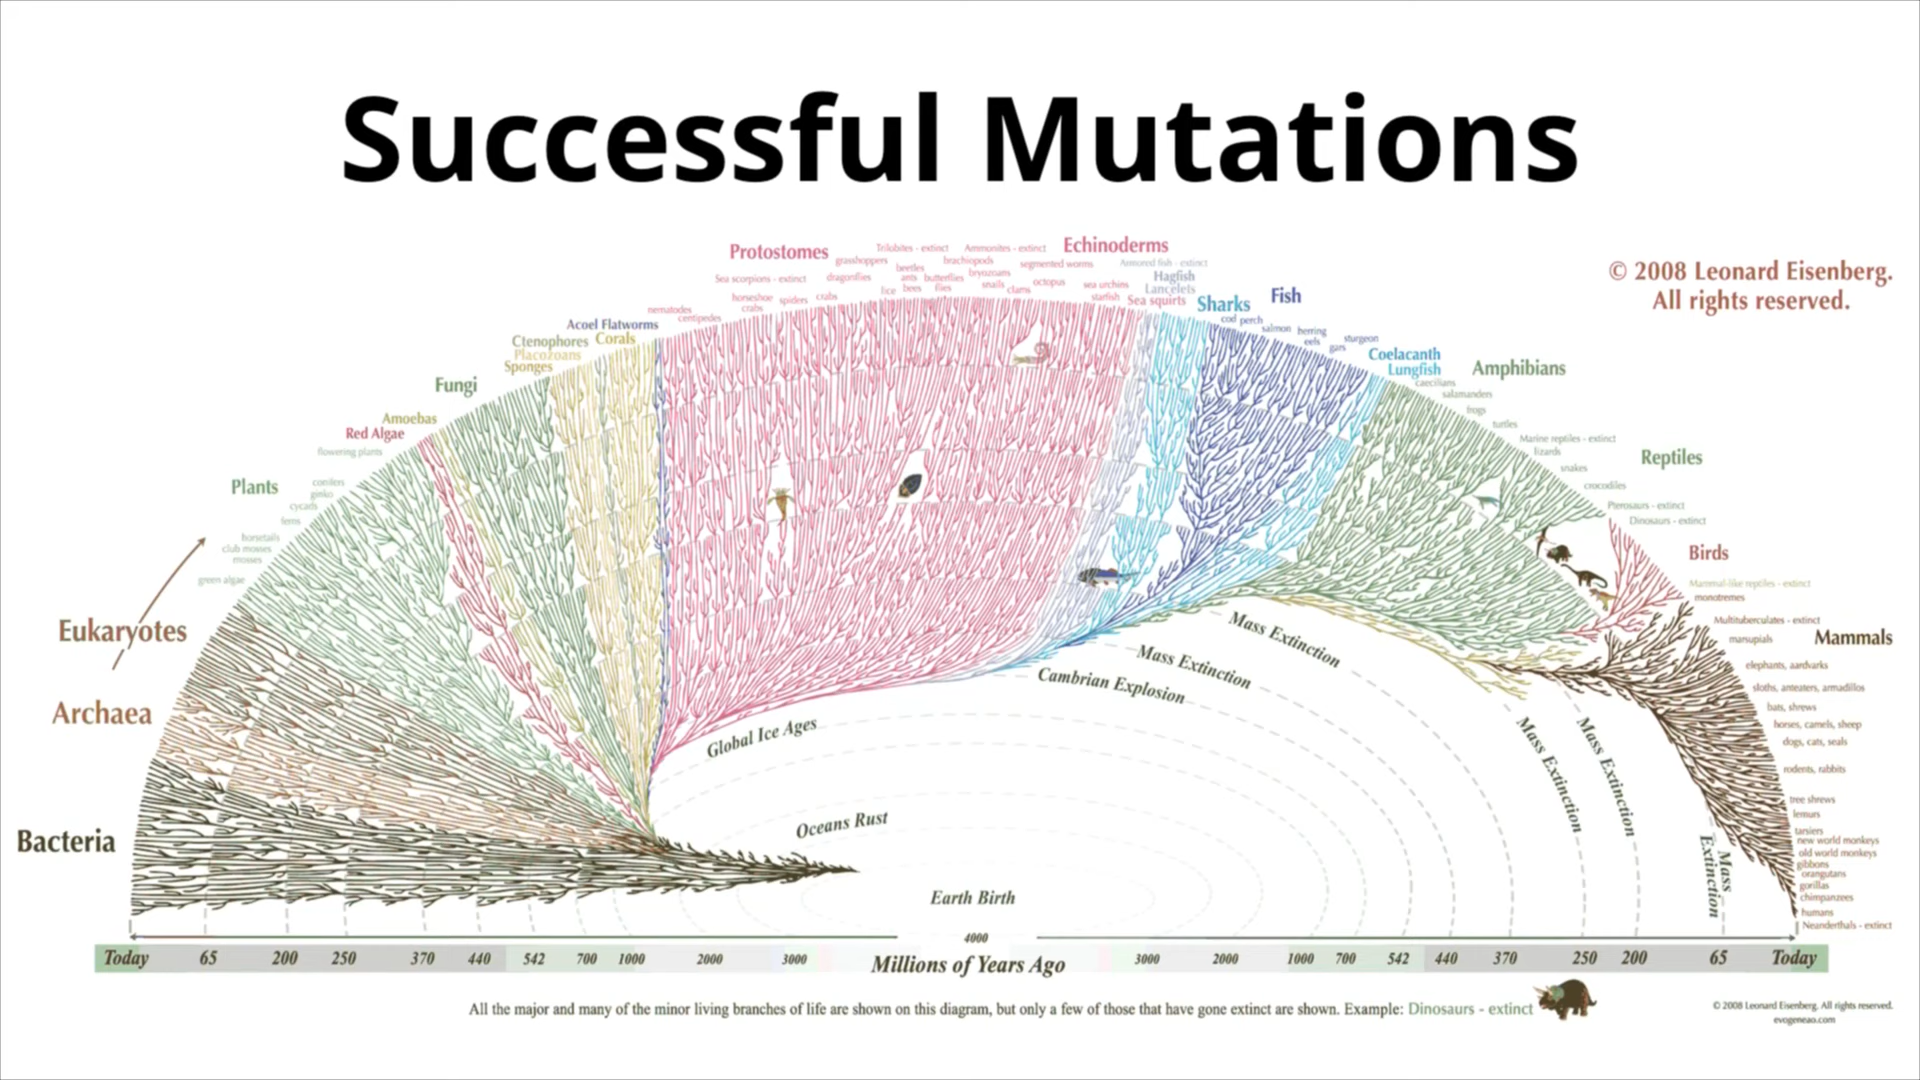 Successful Mutations
© 2008 Leonard Eisenberg.
All rights reserved.
Protostomes
Trilobites - extinct
Ammonites - extinct
Echinoderms
grasshoppers
beetles
brachiopods
segmented worms
Armored fish - extinct
Sea scorpions - extinct
dragonflies
ants
butterflies
bryozoans
octopus
sea urchins
Hagfish
Lancelets
horseshoe
crabs
spiders
crabs
lice
bees
flies
snails
clams
starfish
Sea squirts
Sharks
Fish
nematodes
centipedes
cod
perch
salmon
herring
eels
gars
sturgeon
Acoel Flatworms
Ctenophores
Corals
Placozoans
Sponges
Coelacanth
Lungfish
Amphibians
caecilians
salamanders
frogs
turtles
Fungi
Amoebas
Red Algae
flowering plants
Marine reptiles - extinct
lizards
snakes
Reptiles
crocodiles
Plants
conifers
ginko
cycads
ferns
horsetails
club mosses
mosses
green algae
Pterosaurs - extinct
Dinosaurs - extinct
Birds
Mammal-like reptiles - extinct
monotremes
Multituberculates - extinct
marsupials
Mammals
elephants, aardvarks
sloths, anteaters, armadillos
bats, shrews
horses, camels, sheep
dogs, cats, seals
rodents, rabbits
tree shrews
lemurs
tarsiers
new world monkeys
old world monkeys
gibbons
orangutans
gorillas
chimpanzees
humans
Neanderthals - extinct
Eukaryotes
Archaea
Bacteria
Mass Extinction
Mass Extinction
Cambrian Explosion
Global Ice Ages
Mass Extinction
Mass Extinction
Mass
Extinction
Oceans Rust
Earth Birth
4000
Today 65 200 250 370 440 542 700 1000 2000 3000 Millions of Years Ago 3000 2000 1000 700 542 440 370 250 200 65 Today
All the major and many of the minor living branches of life are shown on this diagram, but only a few of those that have gone extinct are shown. Example: Dinosaurs - extinct
© 2008 Leonard Eisenberg. All rights reserved.
evogeneao.com